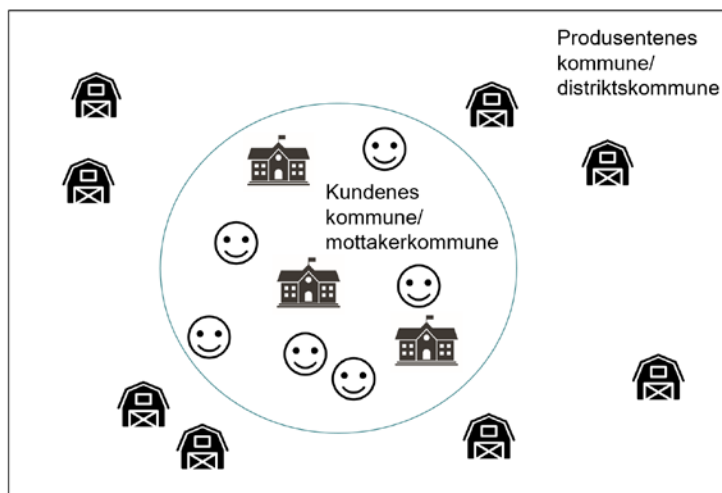 Produsentenes
kommune/
distriktskommune
Kundenes
kommune/
mottakerkommune